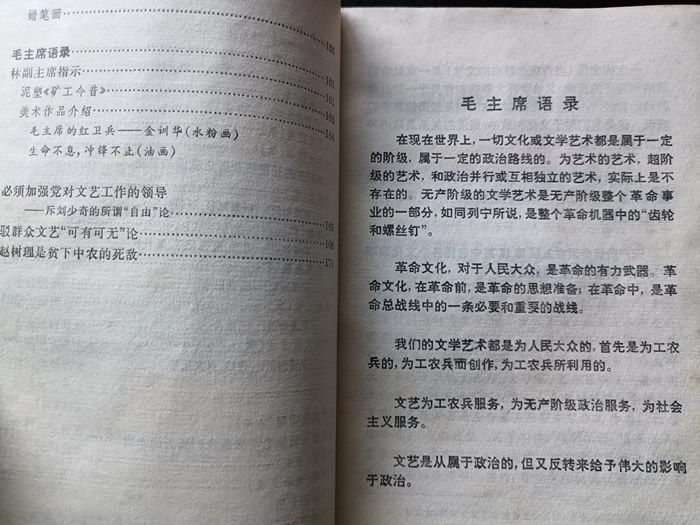 蜡笔画
毛主席语录
林副主席指示 161
泥塑《矿工今昔》 161
美术作品介绍
毛主席的红卫兵——金训华(水粉画) 164
生命不息,冲锋不止(油画)
必须加强党对文艺工作的领导
——斥刘少奇的所谓“自由”论 165
驳群众文艺“可有可无”论 168
赵树理是贫下中农的死敌
毛主席语录
在现在世界上,一切文化或文学艺术都是属于一定
的阶级,属于一定的政治路线的。为艺术的艺术,超阶
级的艺术,和政治并行或互相独立的艺术,实际上是不
存在的。无产阶级的文学艺术是无产阶级整个革命事
业的一部分,如同列宁所说,是整个革命机器中的“齿轮
和螺丝钉”。
革命文化,对于人民大众,是革命的有力武器。革
命文化,在革命前,是革命的思想准备;在革命中,是革
命总战线中的一条必要和重要的战线。
我们的文学艺术都是为人民大众的,首先是为工农
兵的,为工农兵而创作,为工农兵所利用的。
文艺为工农兵服务,为无产阶级政治服务,为社会
主义服务。
文艺是从属于政治的,但又反转来给予伟大的影响
于政治。